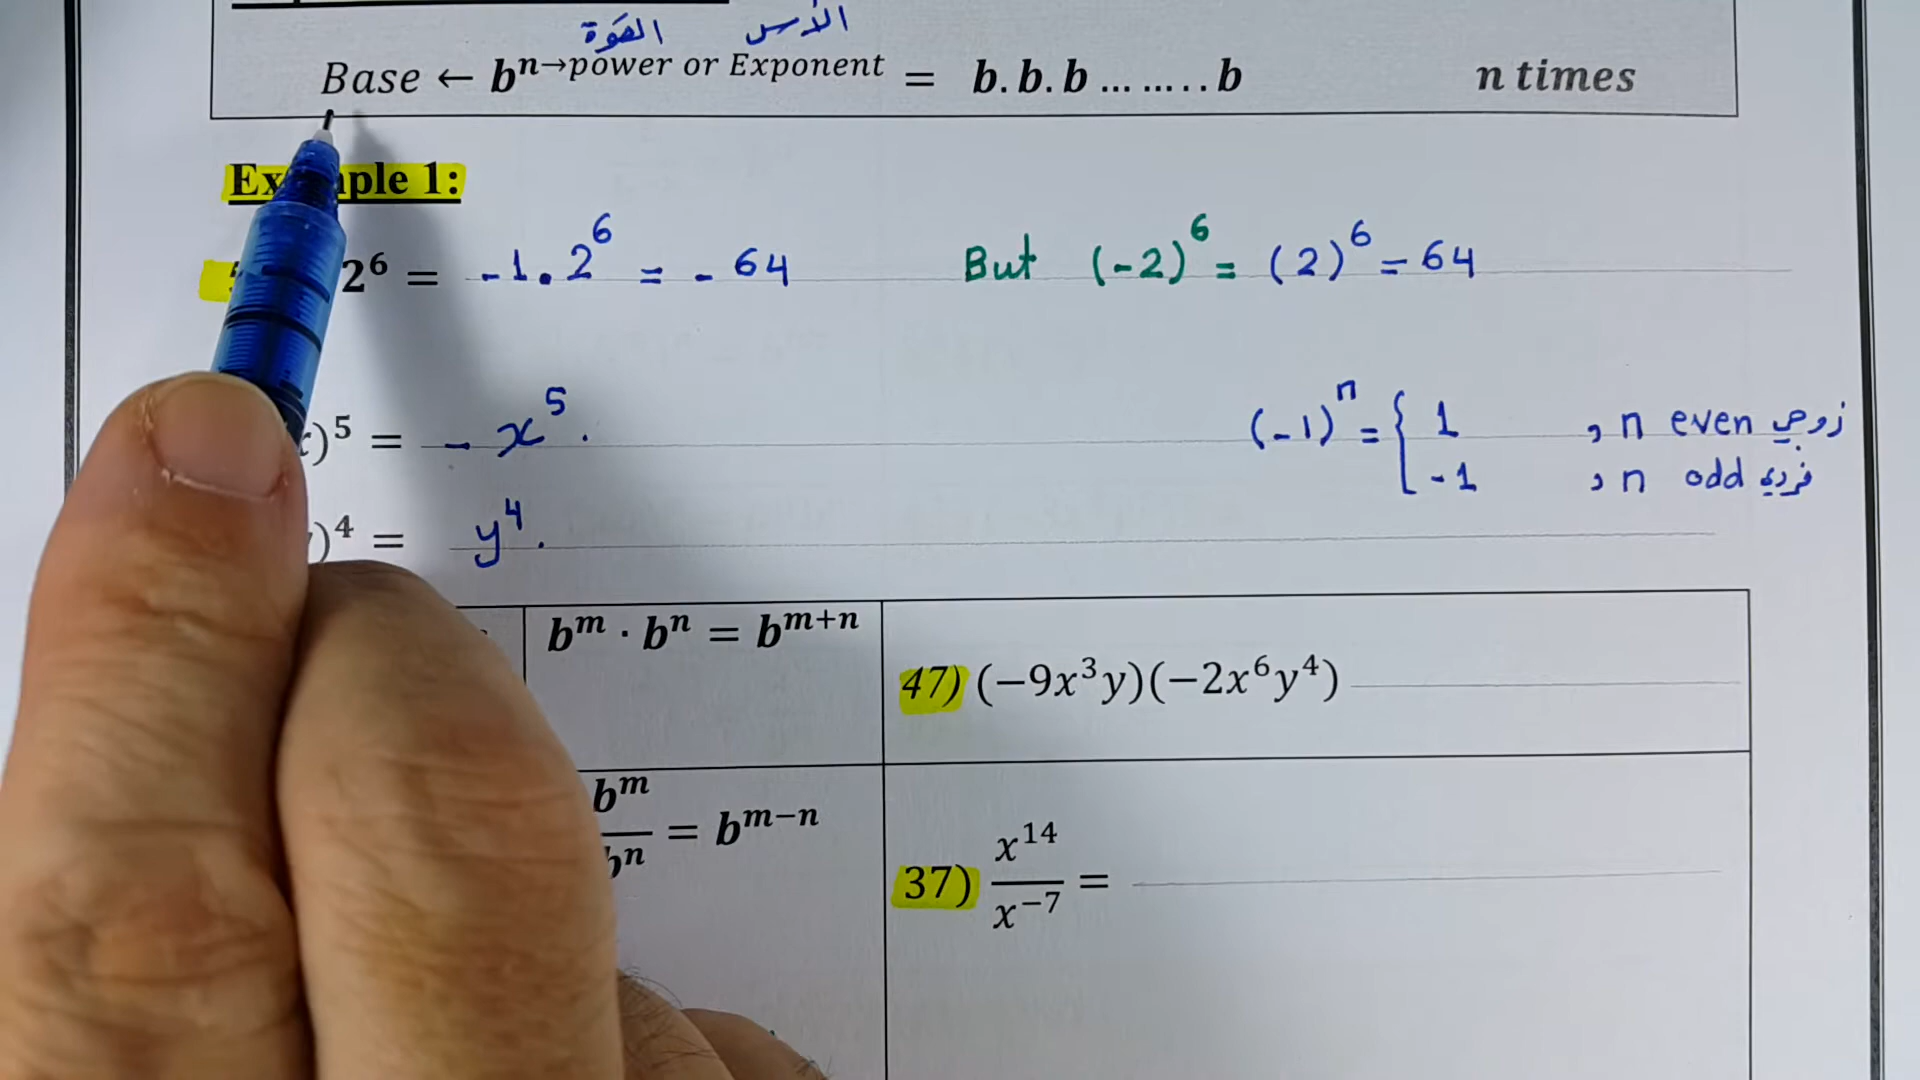 القوة الأس
Base ← bⁿ→power or Exponent = b.b.b ........ b n times
Example 1:
2⁶ = -1 . 2⁶ = - 64 But (-2)⁶ = (2)⁶ = 64
)⁵ = - x⁵. (-1)ⁿ = { 1 , n even زوجي
-1 , n odd فردي
)⁴ = y⁴.
bᵐ · bⁿ = bᵐ⁺ⁿ
47) (−9x³y)(−2x⁶y⁴)
bᵐ/bⁿ = bᵐ⁻ⁿ
37) x¹⁴/x⁻⁷ =